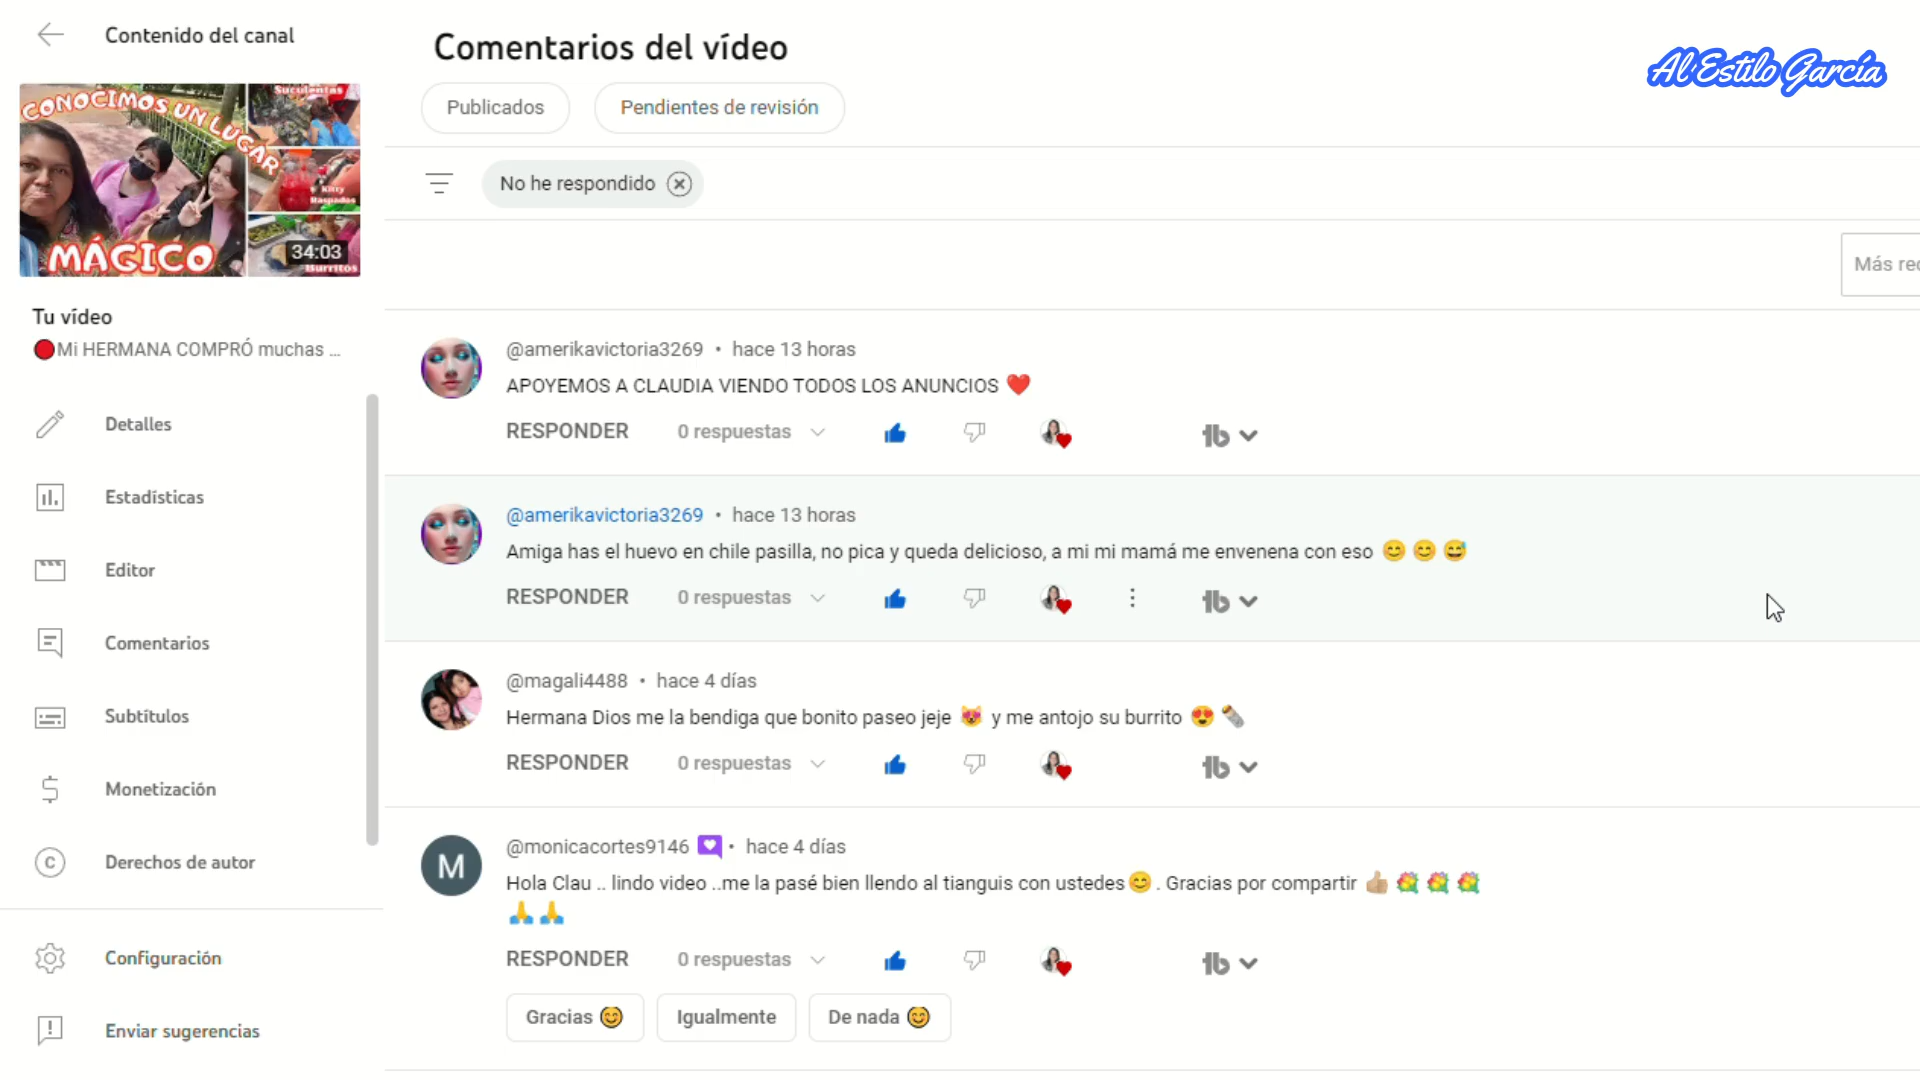 Contenido del canal
CONOCIMOS UN LUGAR
MÁGICO
Suculentas
Kitty
Raspados
34:03
Burritos
Tu vídeo
🔴Mi HERMANA COMPRÓ muchas ...
Detalles
Estadísticas
Editor
Comentarios
Subtítulos
Monetización
Derechos de autor
Configuración
Enviar sugerencias
Comentarios del vídeo
Al Estilo García
Publicados
Pendientes de revisión
No he respondido
Más rec
@amerikavictoria3269 • hace 13 horas
APOYEMOS A CLAUDIA VIENDO TODOS LOS ANUNCIOS ❤️
RESPONDER 0 respuestas
@amerikavictoria3269 • hace 13 horas
Amiga has el huevo en chile pasilla, no pica y queda delicioso, a mi mi mamá me envenena con eso 😊 😊 😅
RESPONDER 0 respuestas
@magali4488 • hace 4 días
Hermana Dios me la bendiga que bonito paseo jeje 😻 y me antojo su burrito 😍 🌯
RESPONDER 0 respuestas
M
@monicacortes9146 • hace 4 días
Hola Clau .. lindo video ..me la pasé bien llendo al tianguis con ustedes😊 . Gracias por compartir 👍🏼 💐 💐 💐
🙏 🙏
RESPONDER 0 respuestas
Gracias 😊 Igualmente De nada 😊